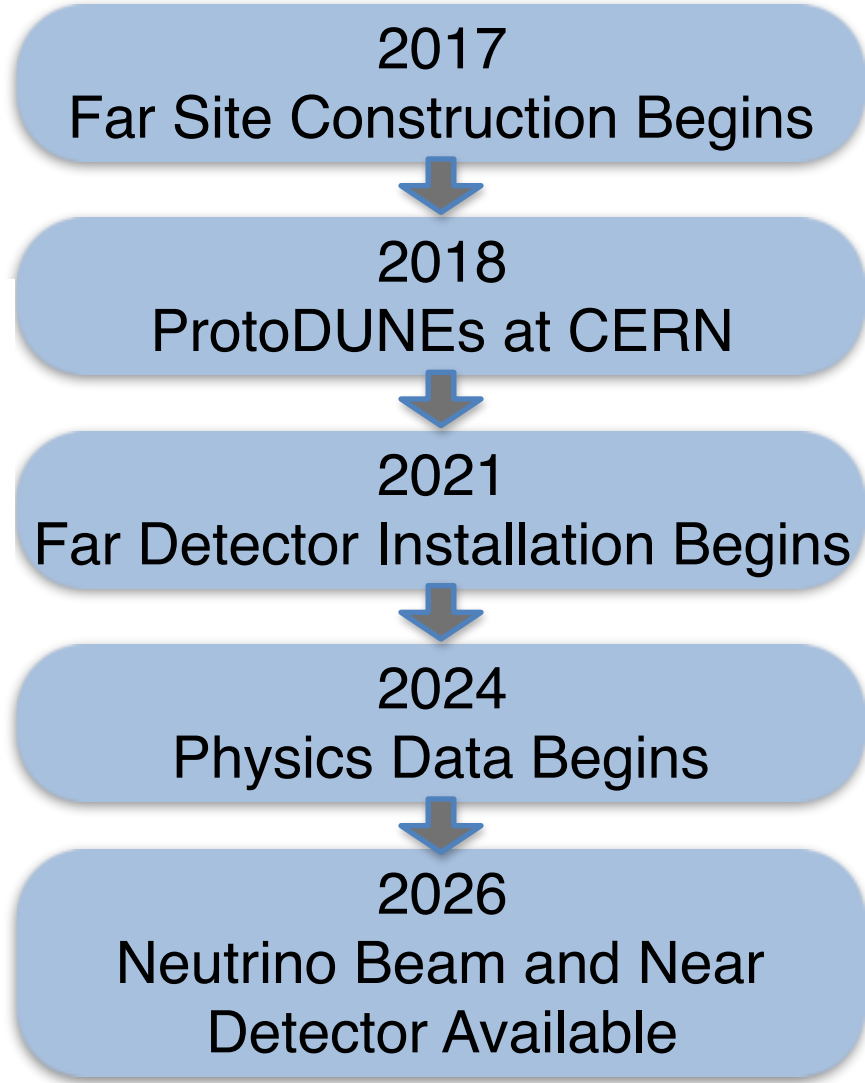 2017
Far Site Construction Begins
2018
ProtoDUNEs at CERN
2021
Far Detector Installation Begins
2024
Physics Data Begins
2026
Neutrino Beam and Near
Detector Available